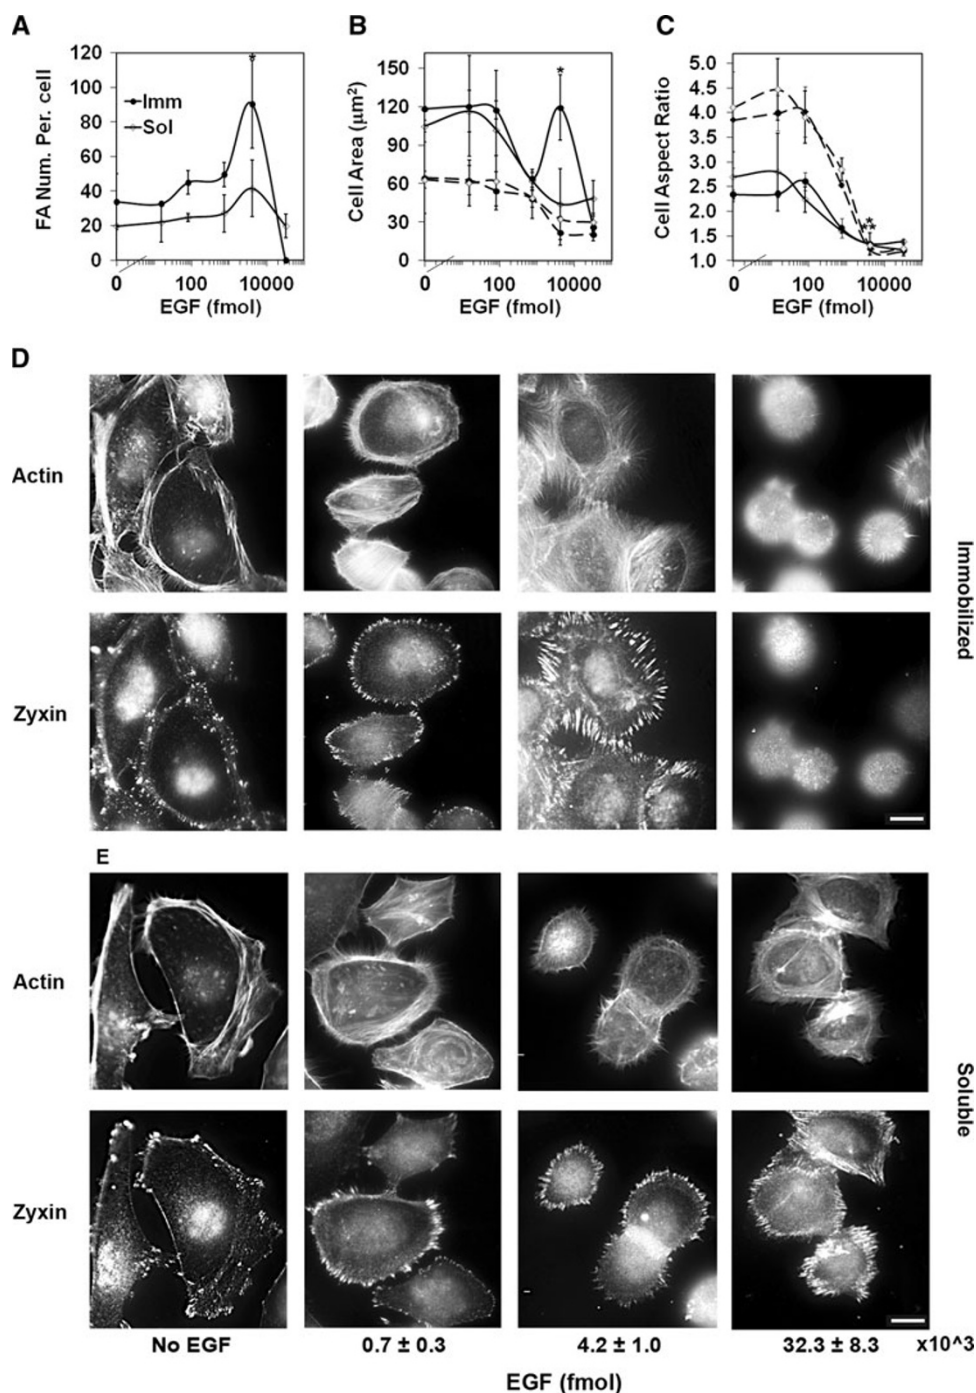 A
FA Num. Per. cell
120
100
80
60
40
20
0
Imm
Sol
*
0 100 10000
EGF (fmol)
B
Cell Area (µm²)
150
120
90
60
30
0
*
0 100 10000
EGF (fmol)
C
Cell Aspect Ratio
5.0
4.5
4.0
3.5
3.0
2.5
2.0
1.5
1.0
**
*
0 100 10000
EGF (fmol)
D
Actin
Zyxin
Immobilized
E
Actin
Zyxin
Soluble
No EGF 0.7 ± 0.3 4.2 ± 1.0 32.3 ± 8.3 x10^3
EGF (fmol)